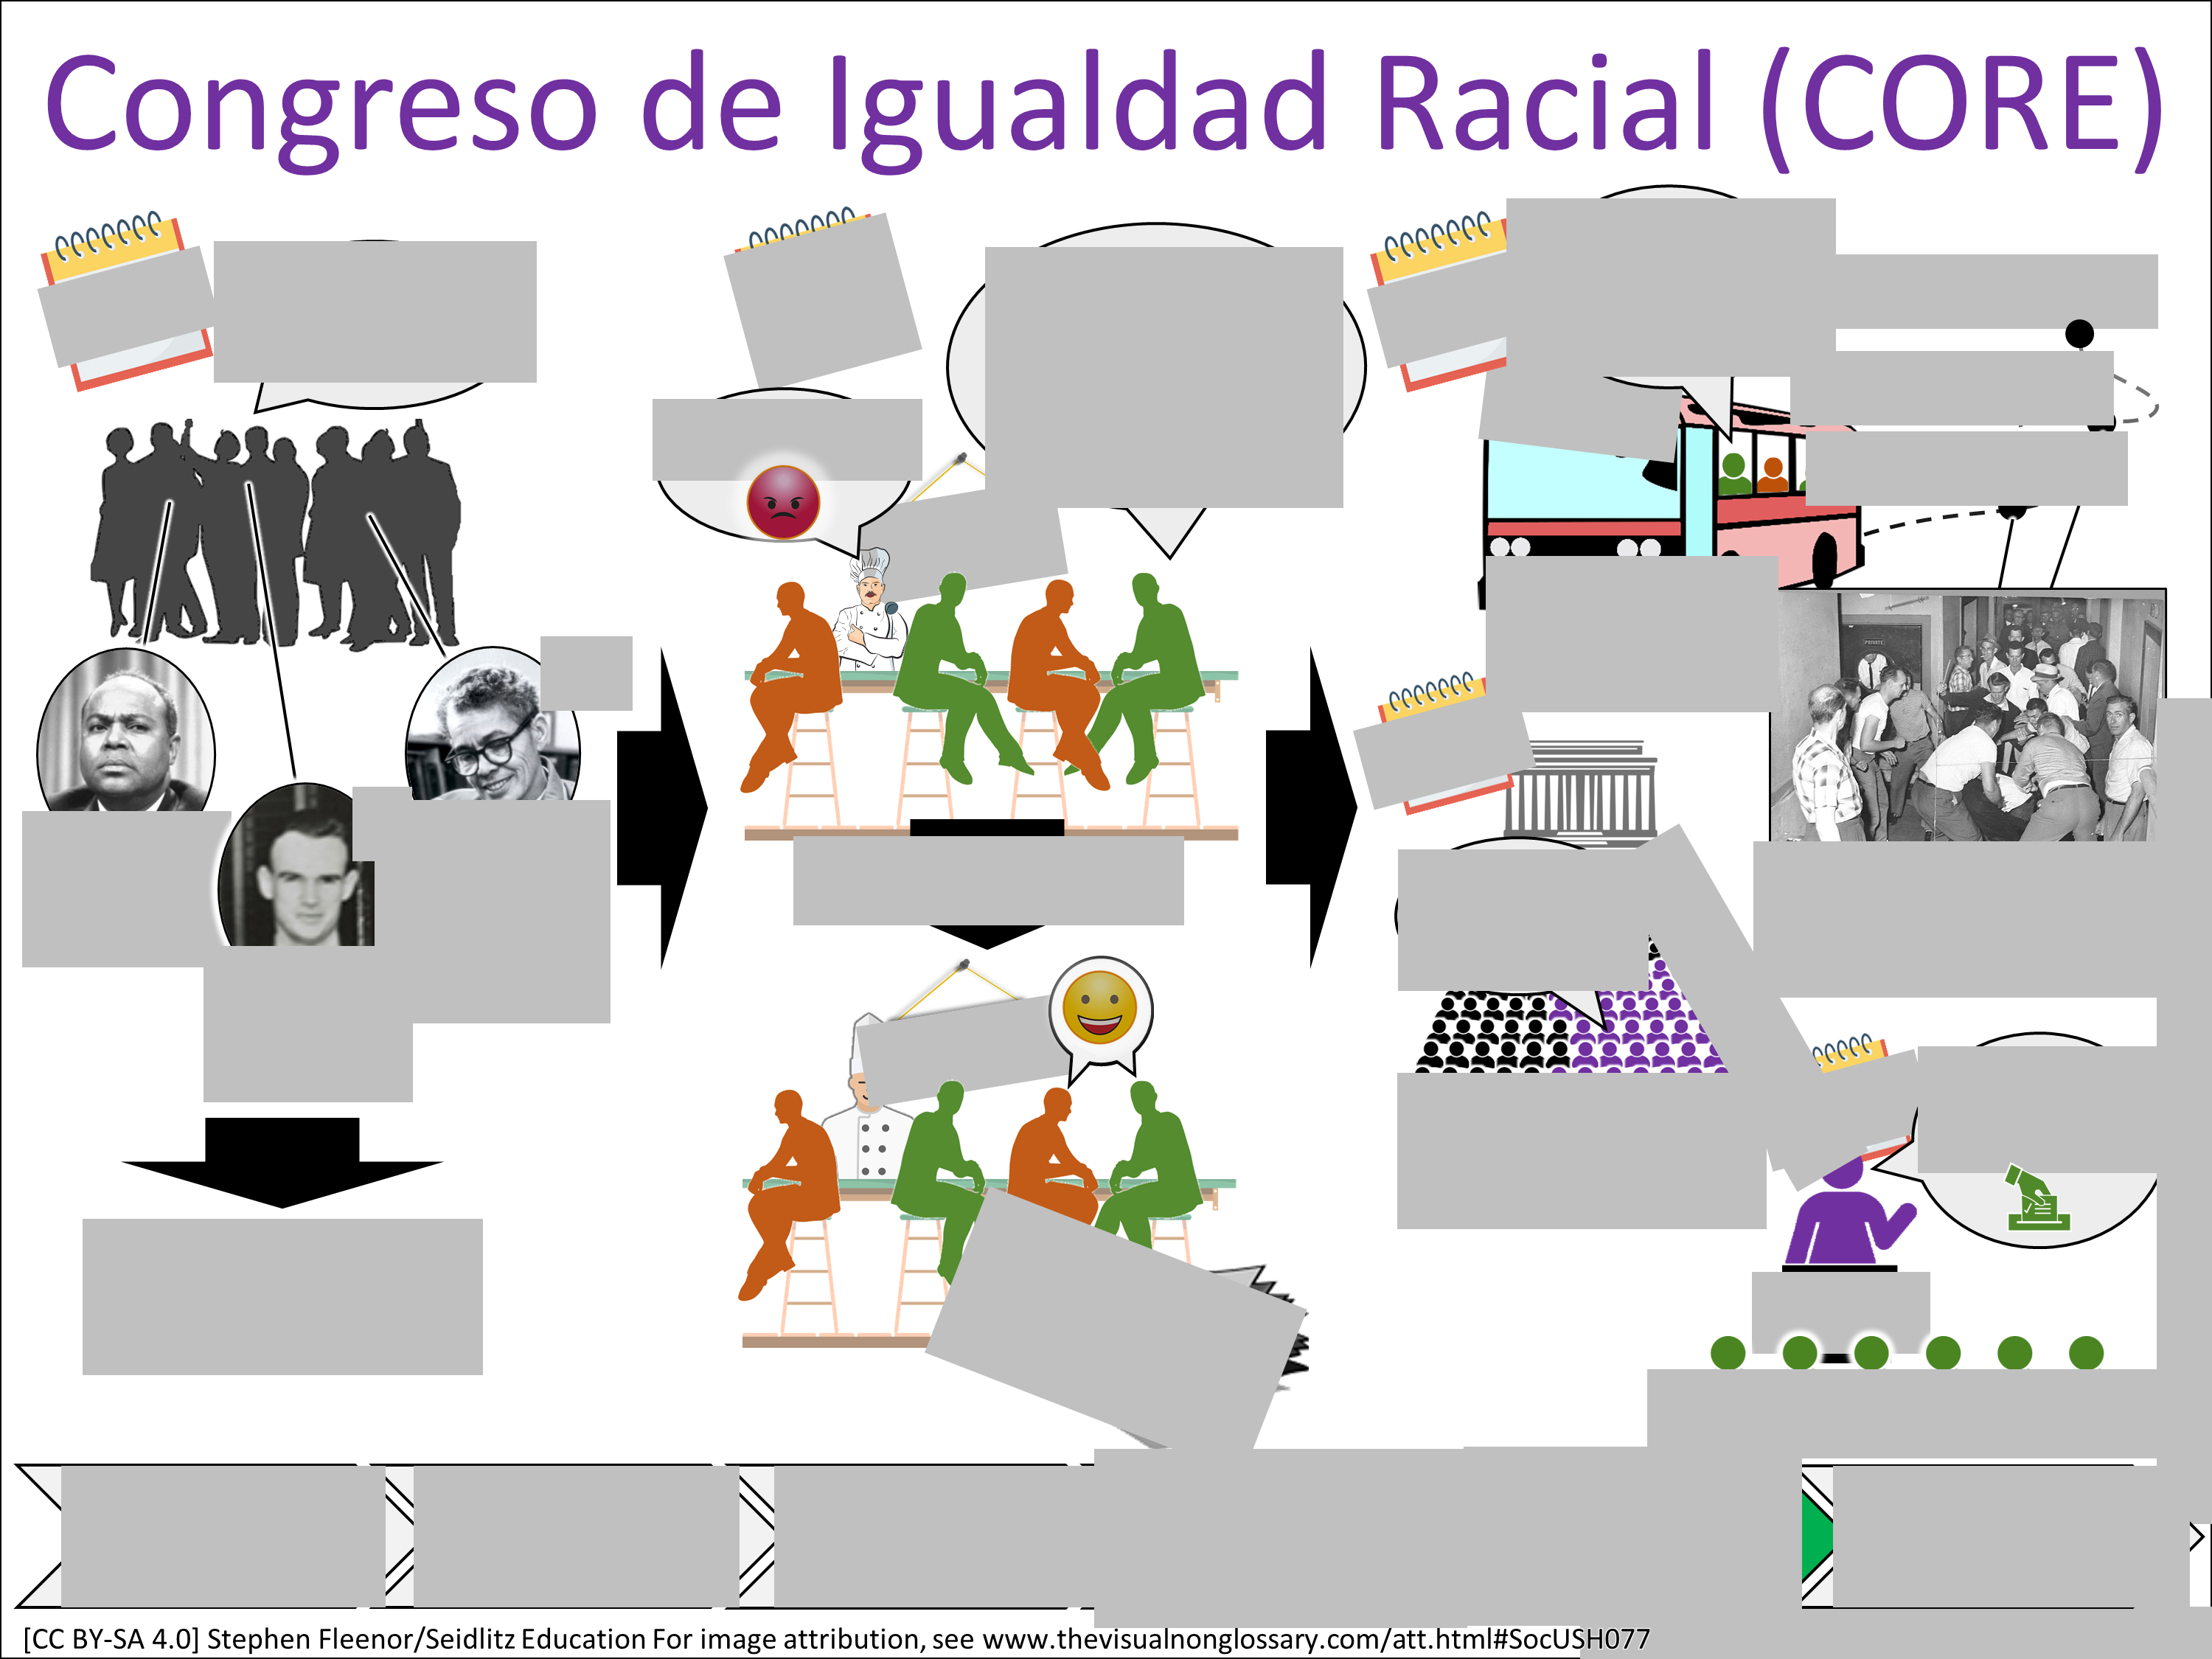 Congreso de Igualdad Racial (CORE)
PRIVATE
[CC BY-SA 4.0] Stephen Fleenor/Seidlitz Education For image attribution, see www.thevisualnonglossary.com/att.html#SocUSH077